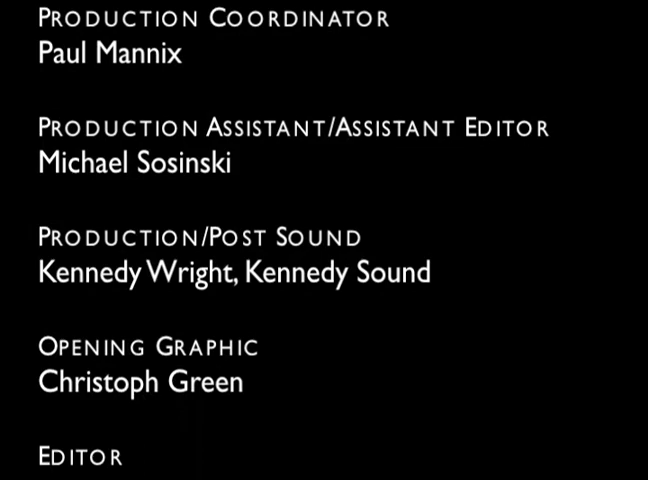 PRODUCTION COORDINATOR
Paul Mannix
PRODUCTION ASSISTANT/ASSISTANT EDITOR
Michael Sosinski
PRODUCTION/POST SOUND
Kennedy Wright, Kennedy Sound
OPENING GRAPHIC
Christoph Green
EDITOR